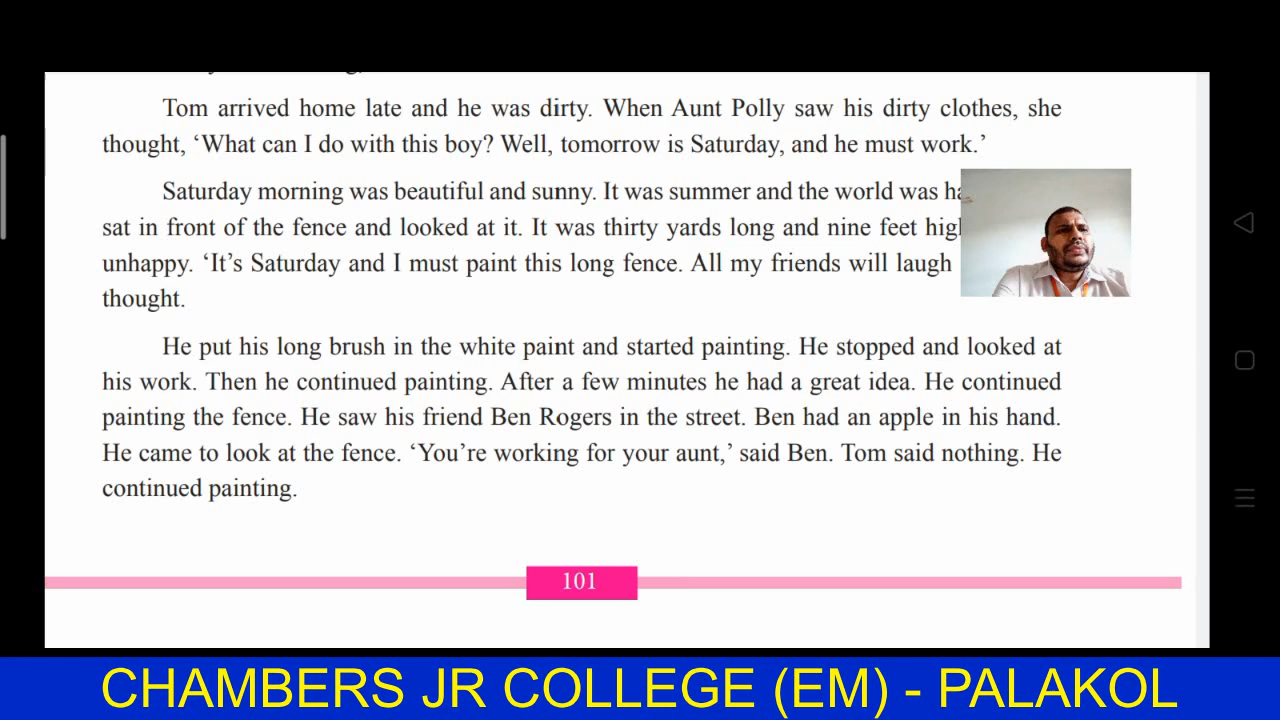 Tom arrived home late and he was dirty. When Aunt Polly saw his dirty clothes, she
thought, ‘What can I do with this boy? Well, tomorrow is Saturday, and he must work.’
Saturday morning was beautiful and sunny. It was summer and the world was
sat in front of the fence and looked at it. It was thirty yards long and nine feet
unhappy. ‘It’s Saturday and I must paint this long fence. All my friends will laugh
thought.
He put his long brush in the white paint and started painting. He stopped and looked at
his work. Then he continued painting. After a few minutes he had a great idea. He continued
painting the fence. He saw his friend Ben Rogers in the street. Ben had an apple in his hand.
He came to look at the fence. ‘You’re working for your aunt,’ said Ben. Tom said nothing. He
continued painting.
101
CHAMBERS JR COLLEGE (EM) - PALAKOL